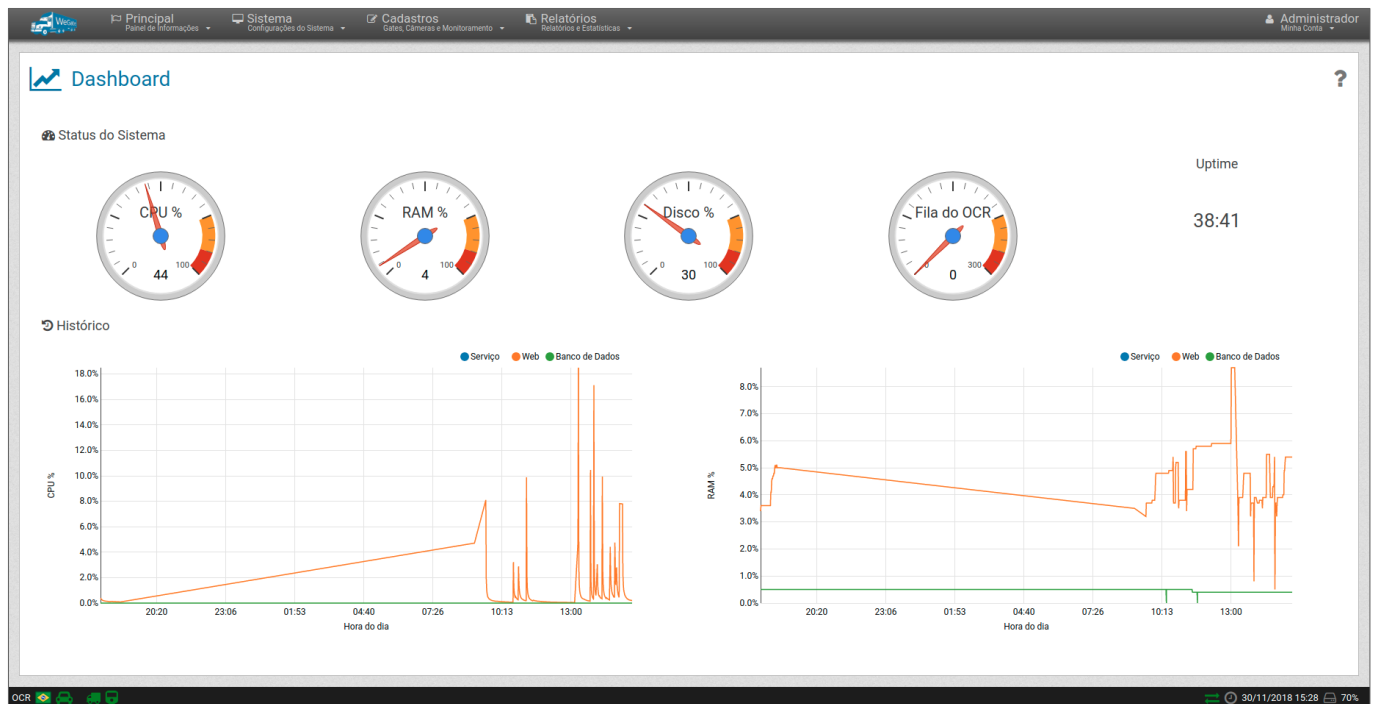 WeGate
Principal
Painel de Informações
Sistema
Configurações do Sistema
Cadastros
Gates, Câmeras e Monitoramento
Relatórios
Relatórios e Estatísticas
Administrador
Minha Conta
Dashboard
?
Status do Sistema
CPU %
0
100
44
RAM %
0
100
4
Disco %
0
100
30
Fila do OCR
0
300
0
Uptime
38:41
Histórico
Serviço Web Banco de Dados
18.0%
16.0%
14.0%
12.0%
10.0%
8.0%
6.0%
4.0%
2.0%
0.0%
CPU %
20:20 23:06 01:53 04:40 07:26 10:13 13:00
Hora do dia
Serviço Web Banco de Dados
8.0%
7.0%
6.0%
5.0%
4.0%
3.0%
2.0%
1.0%
0.0%
RAM %
20:20 23:06 01:53 04:40 07:26 10:13 13:00
Hora do dia
OCR
30/11/2018 15:28 70%